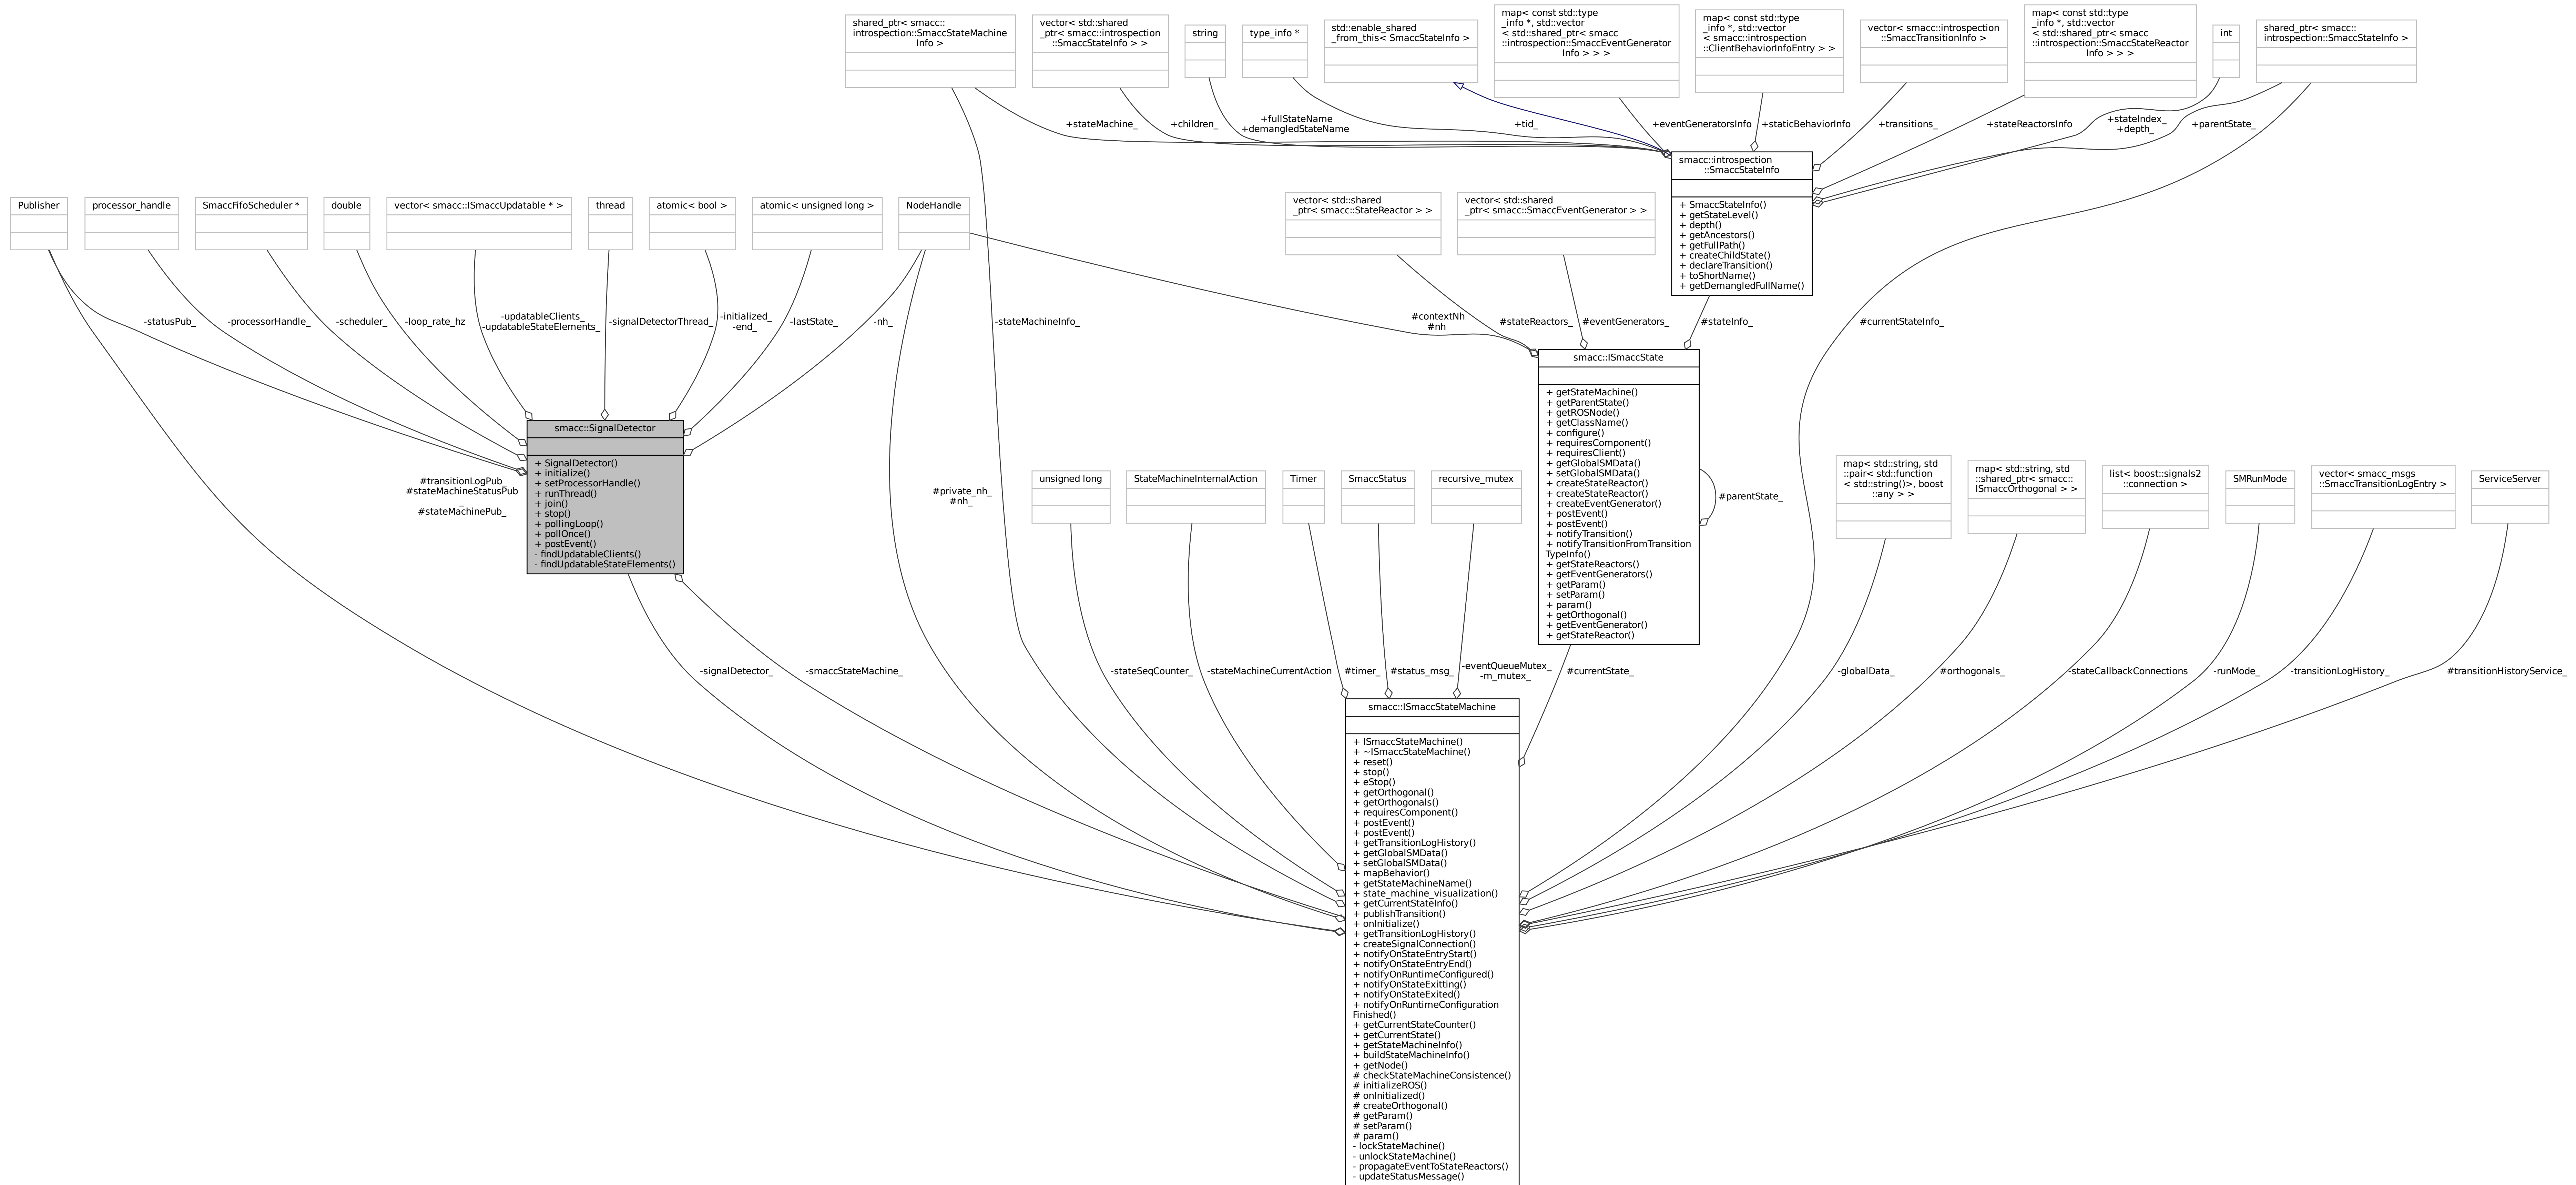 shared_ptr< smacc::
introspection::SmaccStateMachine
Info >
vector< std::shared
_ptr< smacc::introspection
::SmaccStateInfo > >
string
type_info *
std::enable_shared
_from_this< SmaccStateInfo >
map< const std::type
_info *, std::vector
< std::shared_ptr< smacc
::introspection::SmaccEventGenerator
Info > > >
map< const std::type
_info *, std::vector
< smacc::introspection
::ClientBehaviorInfoEntry > >
vector< smacc::introspection
::SmaccTransitionInfo >
map< const std::type
_info *, std::vector
< std::shared_ptr< smacc
::introspection::SmaccStateReactor
Info > > >
int
shared_ptr< smacc::
introspection::SmaccStateInfo >
+stateMachine_
+children_
+fullStateName
+demangledStateName
+tid_
+eventGeneratorsInfo
+staticBehaviorInfo
+transitions_
+stateReactorsInfo
+stateIndex_
+depth_
+parentState_
smacc::introspection
::SmaccStateInfo
+ SmaccStateInfo()
+ getStateLevel()
+ depth()
+ getAncestors()
+ getFullPath()
+ createChildState()
+ declareTransition()
+ toShortName()
+ getDemangledFullName()
Publisher
processor_handle
SmaccFifoScheduler *
double
vector< smacc::ISmaccUpdatable * >
thread
atomic< bool >
atomic< unsigned long >
NodeHandle
vector< std::shared
_ptr< smacc::StateReactor > >
vector< std::shared
_ptr< smacc::SmaccEventGenerator > >
-statusPub_
-processorHandle_
-scheduler_
-loop_rate_hz
-updatableClients_
-updatableStateElements_
-signalDetectorThread_
-initialized_
-end_
-lastState_
-nh_
-stateMachineInfo_
#contextNh
#nh
#stateReactors_
#eventGenerators_
#stateInfo_
#currentStateInfo_
smacc::ISmaccState
+ getStateMachine()
+ getParentState()
+ getROSNode()
+ getClassName()
+ configure()
+ requiresComponent()
+ requiresClient()
+ getGlobalSMData()
+ setGlobalSMData()
+ createStateReactor()
+ createStateReactor()
+ createEventGenerator()
+ postEvent()
+ postEvent()
+ notifyTransition()
+ notifyTransitionFromTransition
TypeInfo()
+ getStateReactors()
+ getEventGenerators()
+ getParam()
+ setParam()
+ param()
+ getOrthogonal()
+ getEventGenerator()
+ getStateReactor()
#parentState_
smacc::SignalDetector
+ SignalDetector()
+ initialize()
+ setProcessorHandle()
+ runThread()
+ join()
+ stop()
+ pollingLoop()
+ pollOnce()
+ postEvent()
- findUpdatableClients()
- findUpdatableStateElements()
#transitionLogPub_
#stateMachineStatusPub
_
#stateMachinePub_
#private_nh_
#nh_
unsigned long
StateMachineInternalAction
Timer
SmaccStatus
recursive_mutex
map< std::string, std
::pair< std::function
< std::string()>, boost
::any > >
map< std::string, std
::shared_ptr< smacc::
ISmaccOrthogonal > >
list< boost::signals2
::connection >
SMRunMode
vector< smacc_msgs
::SmaccTransitionLogEntry >
ServiceServer
-signalDetector_
-smaccStateMachine_
-stateSeqCounter_
-stateMachineCurrentAction
#timer_
#status_msg_
-eventQueueMutex_
-m_mutex_
#currentState_
-globalData_
#orthogonals_
-stateCallbackConnections
-runMode_
-transitionLogHistory_
#transitionHistoryService_
smacc::ISmaccStateMachine
+ ISmaccStateMachine()
+ ~ISmaccStateMachine()
+ reset()
+ stop()
+ eStop()
+ getOrthogonal()
+ getOrthogonals()
+ requiresComponent()
+ postEvent()
+ postEvent()
+ getTransitionLogHistory()
+ getGlobalSMData()
+ setGlobalSMData()
+ mapBehavior()
+ getStateMachineName()
+ state_machine_visualization()
+ getCurrentStateInfo()
+ publishTransition()
+ onInitialize()
+ getTransitionLogHistory()
+ createSignalConnection()
+ notifyOnStateEntryStart()
+ notifyOnStateEntryEnd()
+ notifyOnRuntimeConfigured()
+ notifyOnStateExitting()
+ notifyOnStateExited()
+ notifyOnRuntimeConfiguration
Finished()
+ getCurrentStateCounter()
+ getCurrentState()
+ getStateMachineInfo()
+ buildStateMachineInfo()
+ getNode()
# checkStateMachineConsistence()
# initializeROS()
# onInitialized()
# createOrthogonal()
# getParam()
# setParam()
# param()
- lockStateMachine()
- unlockStateMachine()
- propagateEventToStateReactors()
- updateStatusMessage()